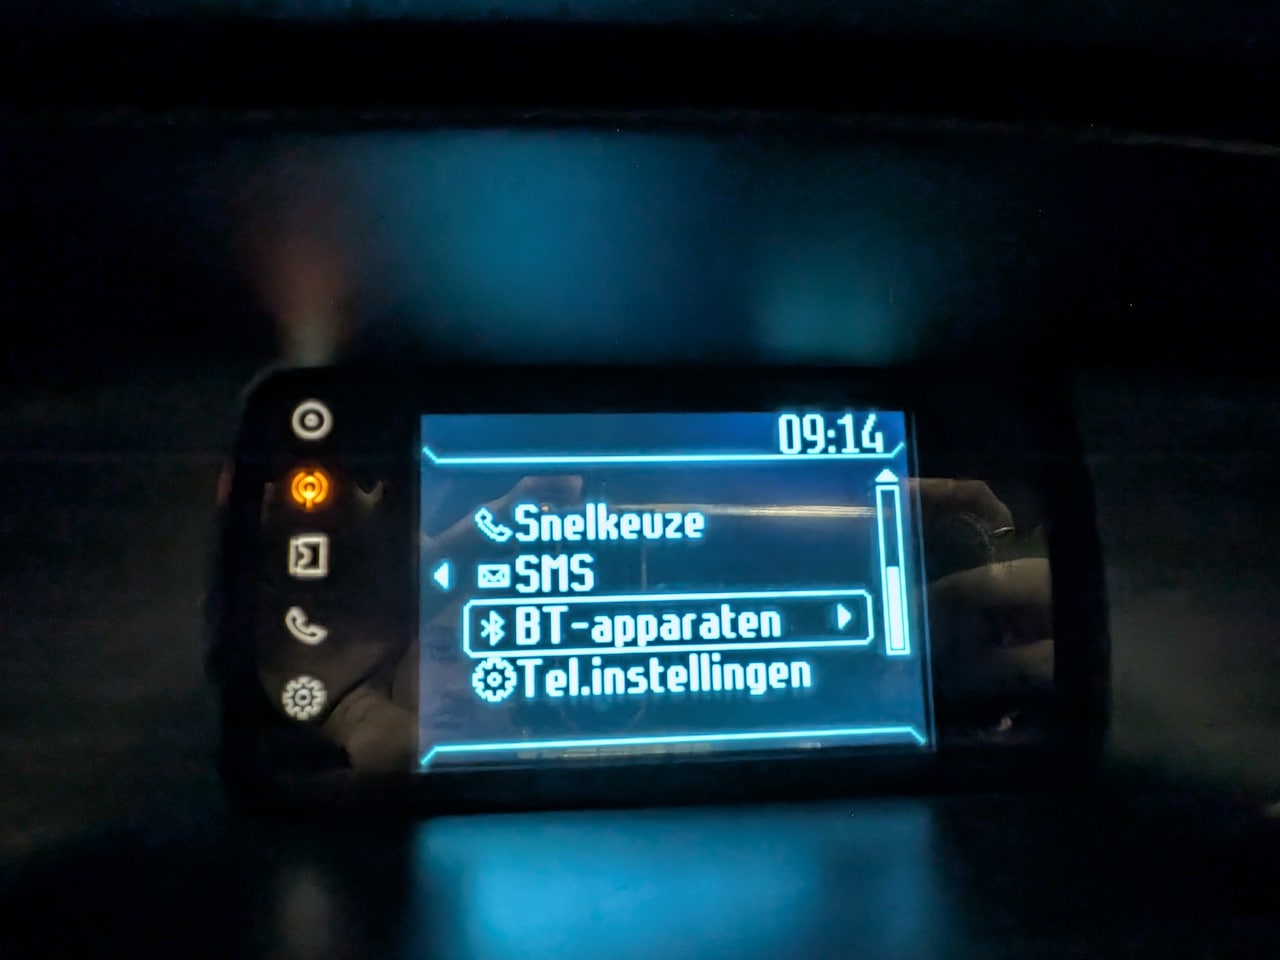 09:14
Snelkeuze
SMS
BT-apparaten
Tel.instellingen